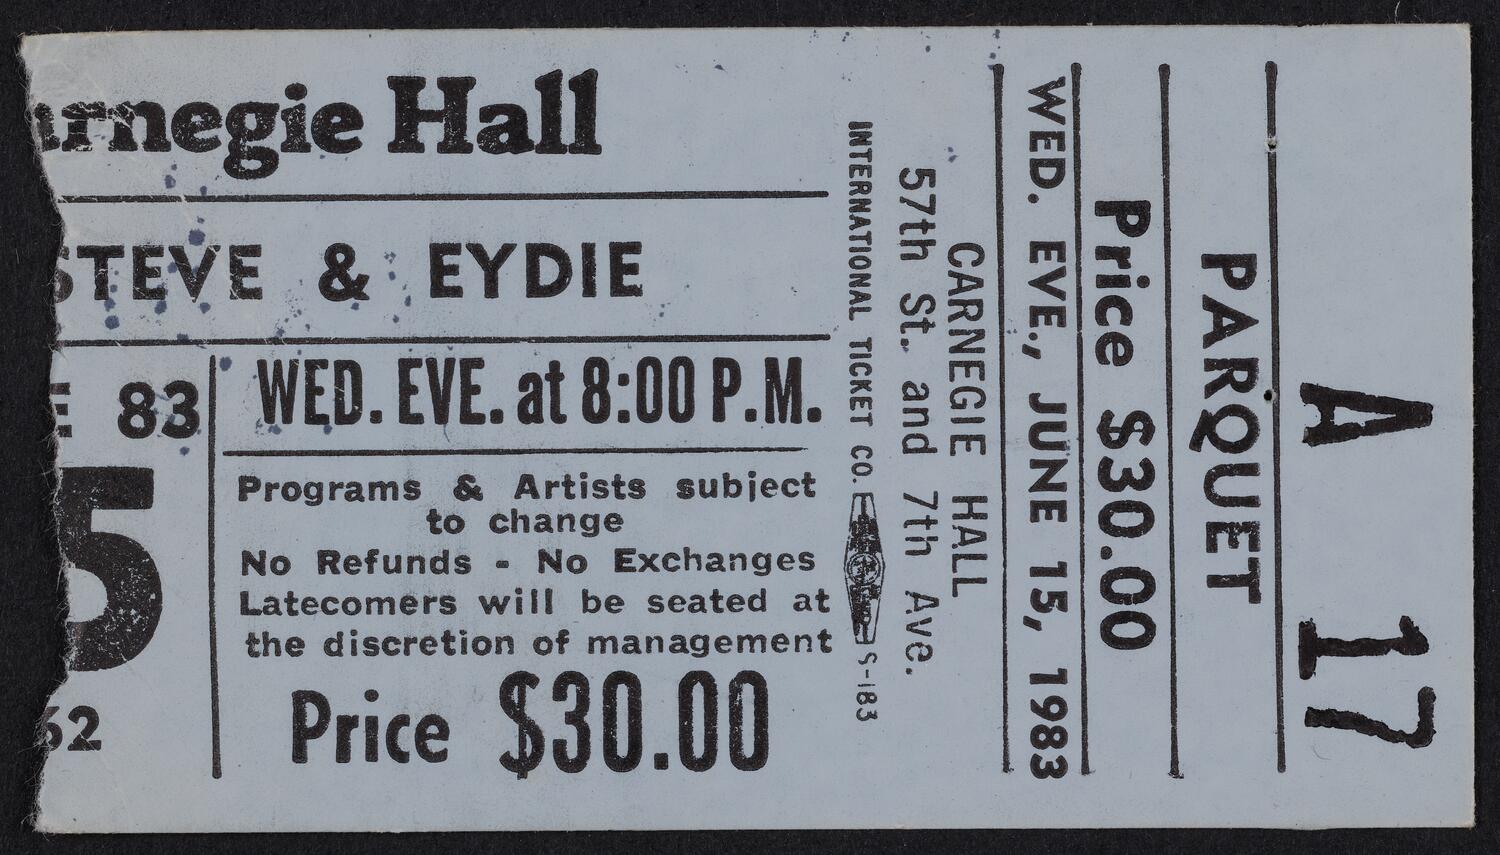 arnegie Hall
STEVE & EYDIE
E 83
WED. EVE. at 8:00 P.M.
5
Programs & Artists subject
to change
No Refunds - No Exchanges
Latecomers will be seated at
the discretion of management
62
Price $30.00
INTERNATIONAL TICKET CO. S-183
57th St. and 7th Ave.
CARNEGIE HALL
WED. EVE., JUNE 15, 1983
Price $30.00
PARQUET
A 17